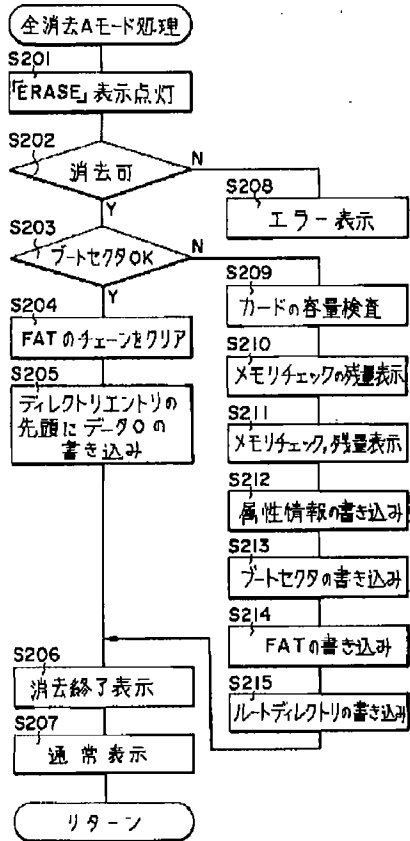 全消去Aモード処理
S201
「ERASE」表示点灯
S202
消去可
N
Y
S208
エラー表示
S203
ブートセクタOK
N
Y
S204
FATのチェーンをクリア
S205
ディレクトリエントリの
先頭にデータ0の
書き込み
S209
カードの容量検査
S210
メモリチェックの残量表示
S211
メモリチェック,残量表示
S212
属性情報の書き込み
S213
ブートセクタの書き込み
S214
FATの書き込み
S215
ルートディレクトリの書き込み
S206
消去終了表示
S207
通常表示
リターン